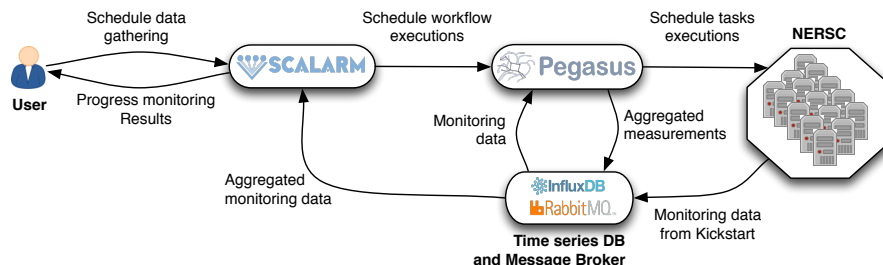 Schedule data
gathering
Schedule workflow
executions
Schedule tasks
executions
NERSC
SCALARM
Pegasus
User
Progress monitoring
Results
Monitoring
data
Aggregated
measurements
Aggregated
monitoring data
InfluxDB
RabbitMQ
Monitoring data
from Kickstart
Time series DB
and Message Broker